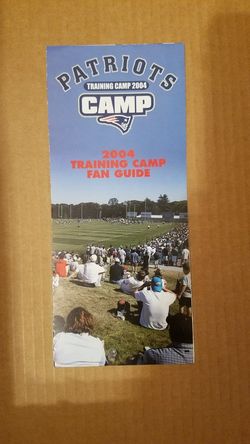 PATRIOTS
TRAINING CAMP 2004
CAMP
2004
TRAINING CAMP
FAN GUIDE